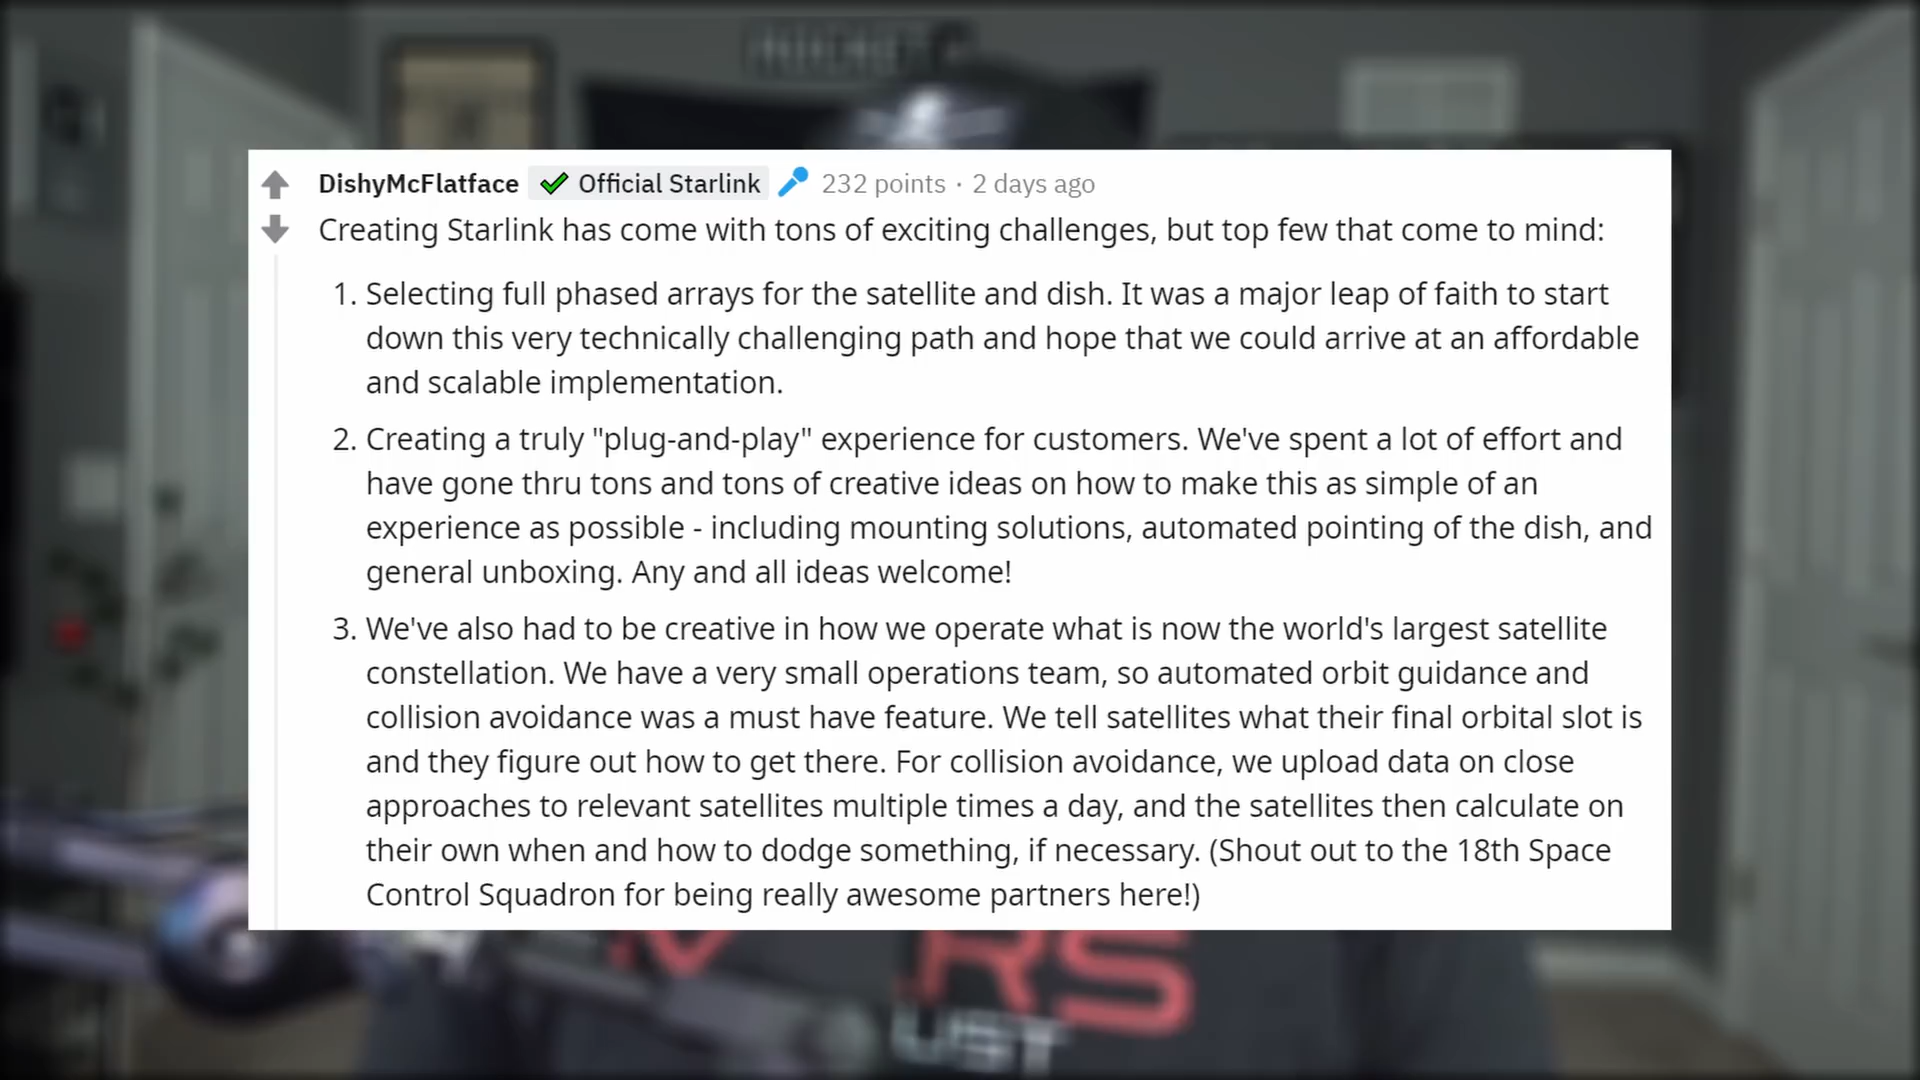 DishyMcFlatface Official Starlink 232 points · 2 days ago
Creating Starlink has come with tons of exciting challenges, but top few that come to mind:
1. Selecting full phased arrays for the satellite and dish. It was a major leap of faith to start
down this very technically challenging path and hope that we could arrive at an affordable
and scalable implementation.
2. Creating a truly "plug-and-play" experience for customers. We've spent a lot of effort and
have gone thru tons and tons of creative ideas on how to make this as simple of an
experience as possible - including mounting solutions, automated pointing of the dish, and
general unboxing. Any and all ideas welcome!
3. We've also had to be creative in how we operate what is now the world's largest satellite
constellation. We have a very small operations team, so automated orbit guidance and
collision avoidance was a must have feature. We tell satellites what their final orbital slot is
and they figure out how to get there. For collision avoidance, we upload data on close
approaches to relevant satellites multiple times a day, and the satellites then calculate on
their own when and how to dodge something, if necessary. (Shout out to the 18th Space
Control Squadron for being really awesome partners here!)
RS
UST